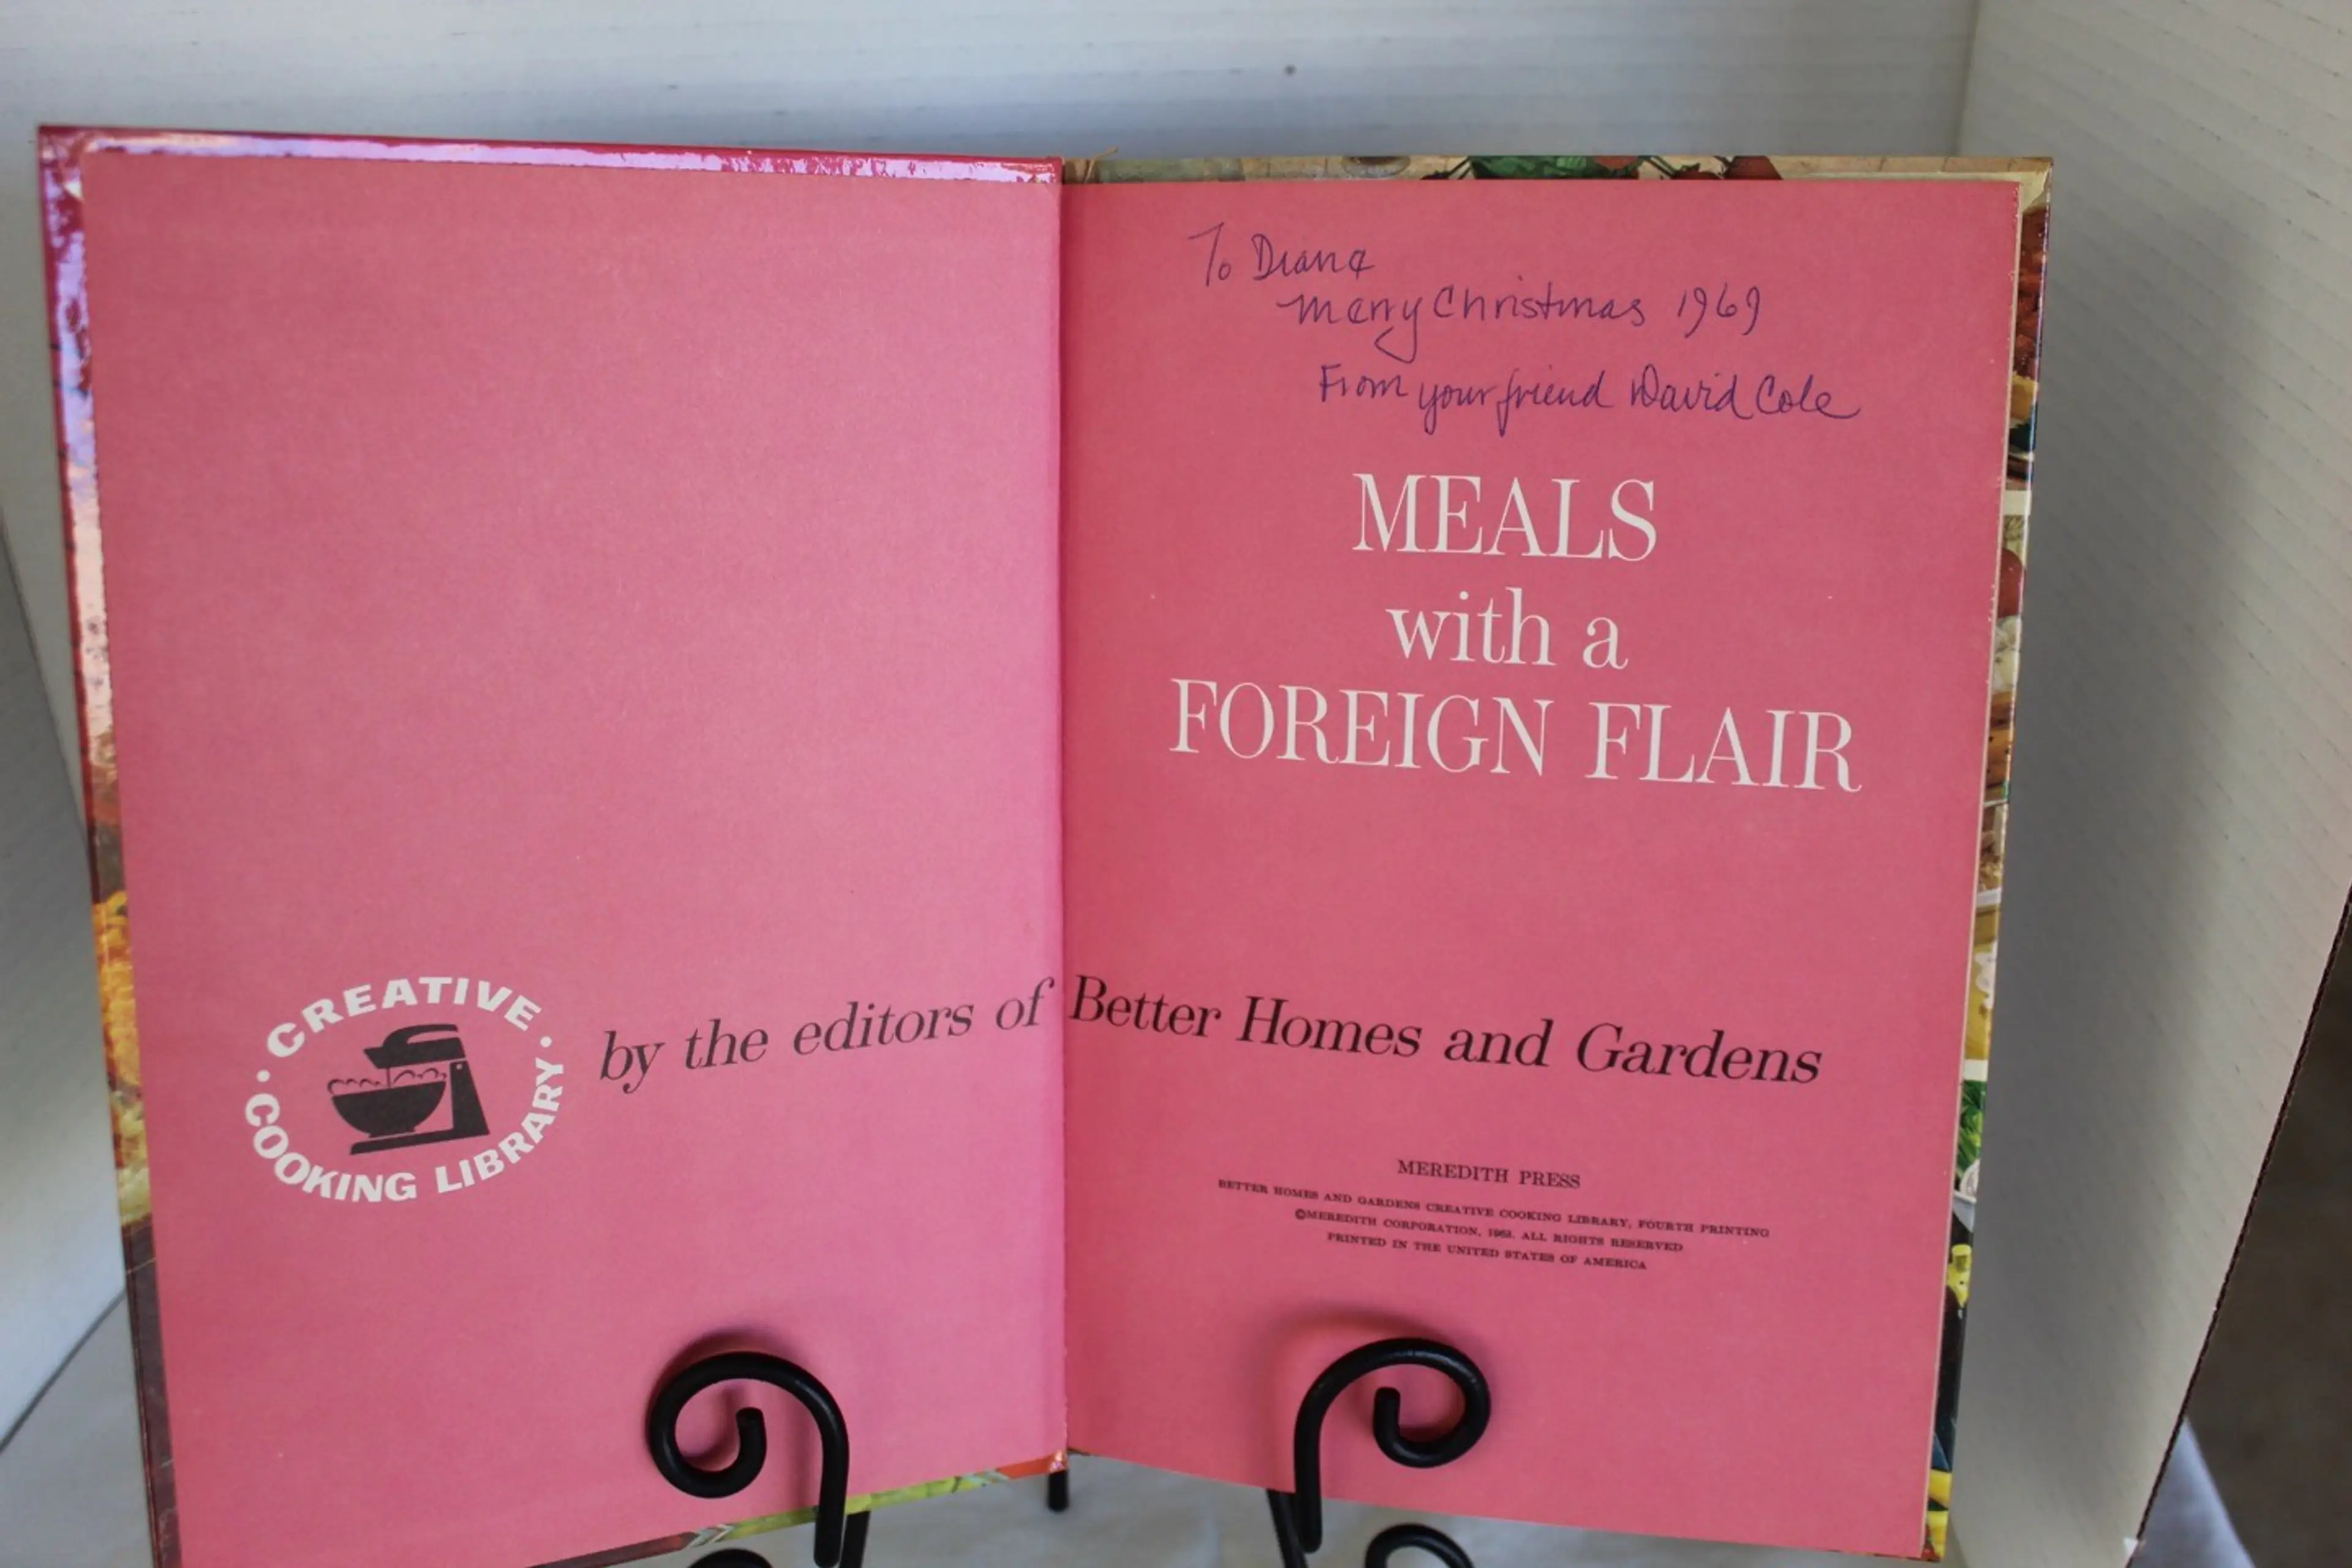 To Diane
Merry Christmas 1969
From your friend David Cole
MEALS
with a
FOREIGN FLAIR
CREATIVE
COOKING LIBRARY
by the editors of Better Homes and Gardens
MEREDITH PRESS
BETTER HOMES AND GARDENS CREATIVE COOKING LIBRARY, FOURTH PRINTING
©MEREDITH CORPORATION, 1963. ALL RIGHTS RESERVED
PRINTED IN THE UNITED STATES OF AMERICA